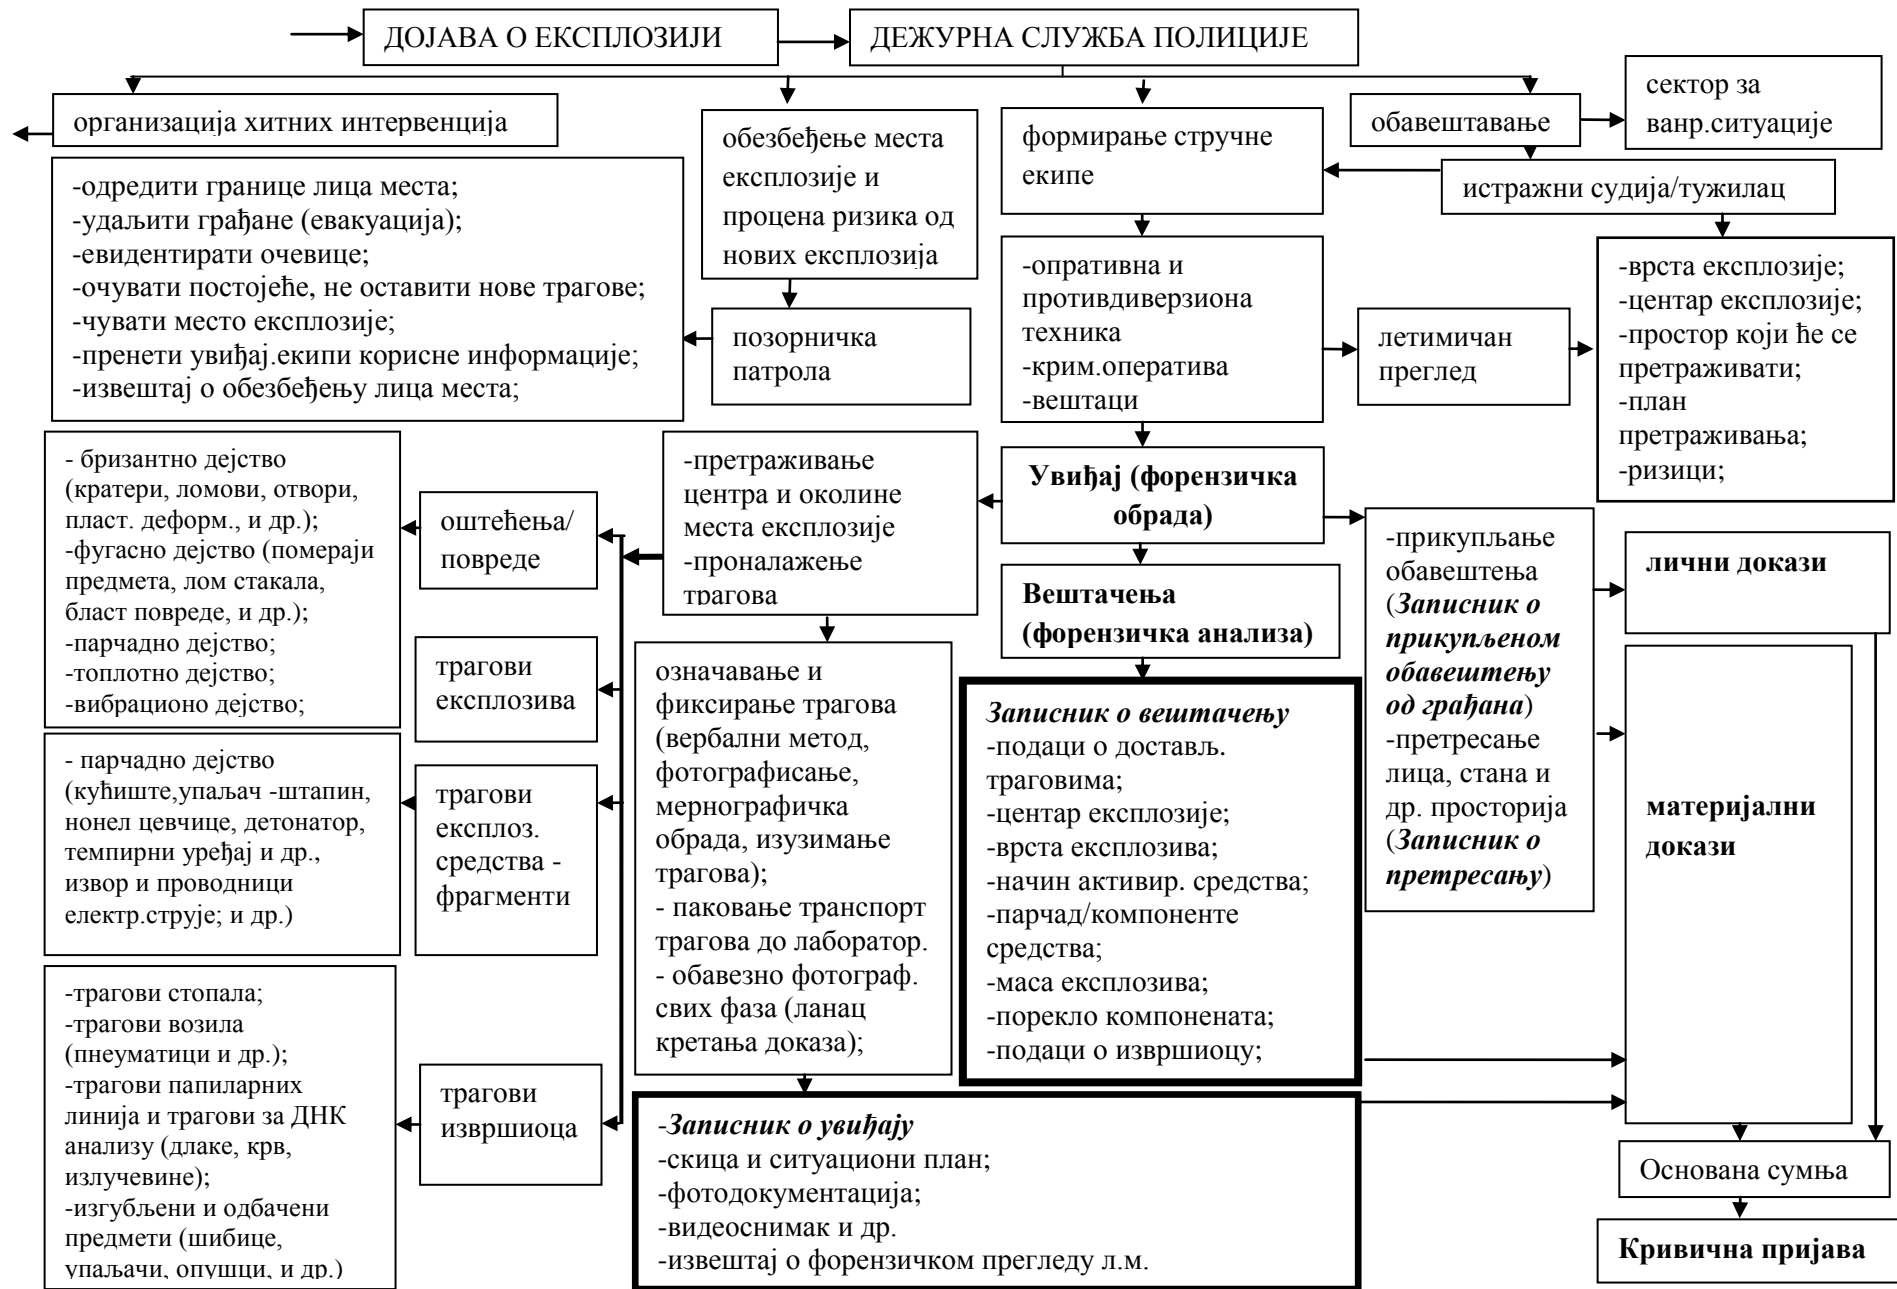 ДОЈАВА О ЕКСПЛОЗИЈИ
ДЕЖУРНА СЛУЖБА ПОЛИЦИЈЕ
организација хитних интервенција
обезбеђење места
експлозије и
процена ризика од
нових експлозија
формирање стручне
екипе
обавештавање
сектор за
ванр.ситуације
истражни судија/тужилац
-одредити границе лица места;
-удаљити грађане (евакуација);
-евидентирати очевице;
-очувати постојеће, не оставити нове трагове;
-чувати место експлозије;
-пренети увиђај.екипи корисне информације;
-извештај о обезбеђењу лица места;
позорничка
патрола
-опративна и
противдиверзиона
техника
-крим.оператива
-вештаци
летимичан
преглед
-врста експлозије;
-центар експлозије;
-простор који ће се
претраживати;
-план
претраживања;
-ризици;
- бризантно дејство
(кратери, ломови, отвори,
пласт. деформ., и др.);
-фугасно дејство (помераји
предмета, лом стакала,
бласт повреде, и др.);
-парчадно дејство;
-топлотно дејство;
-вибрационо дејство;
оштећења/
повреде
-претраживање
центра и околине
места експлозије
-проналажење
трагова
Увиђај (форензичка
обрада)
-прикупљање
обавештења
(Записник о
прикупљеном
обавештењу
од грађана)
-претресање
лица, стана и
др. просторија
(Записник о
претресању)
лични докази
Вештачења
(форензичка анализа)
трагови
експлозива
означавање и
фиксирање трагова
(вербални метод,
фотографисање,
мернографичка
обрада, изузимање
трагова);
- паковање транспорт
трагова до лаборатор.
- обавезно фотограф.
свих фаза (ланац
кретања доказа);
Записник о вештачењу
-подаци о достављ.
траговима;
-центар експлозије;
-врста експлозива;
-начин активир. средства;
-парчад/компоненте
средства;
-маса експлозива;
-порекло компонената;
-подаци о извршиоцу;
материјални
докази
- парчадно дејство
(кућиште,упаљач -штапин,
нонел цевчице, детонатор,
темпирни уређај и др.,
извор и проводници
електр.струје; и др.)
трагови
експлоз.
средства -
фрагменти
-трагови стопала;
-трагови возила
(пнеуматици и др.);
-трагови папиларних
линија и трагови за ДНК
анализу (длаке, крв,
излучевине);
-изгубљени и одбачени
предмети (шибице,
упаљачи, опушци, и др.)
трагови
извршиоца
-Записник о увиђају
-скица и ситуациони план;
-фотодокументација;
-видеоснимак и др.
-извештај о форензичком прегледу л.м.
Основана сумња
Кривична пријава